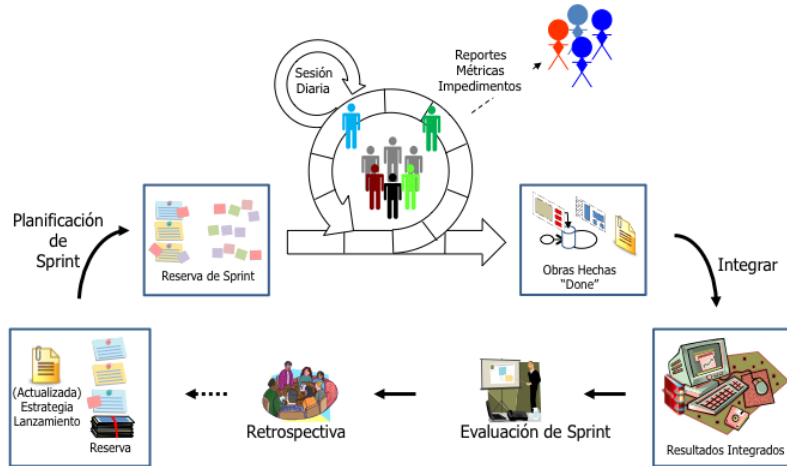 Sesión
Diaria
Reportes
Métricas
Impedimentos
Planificación
de
Sprint
Reserva de Sprint
Obras Hechas
“Done”
Integrar
(Actualizada)
Estrategia
Lanzamiento
Reserva
Retrospectiva
Evaluación de Sprint
Resultados Integrados